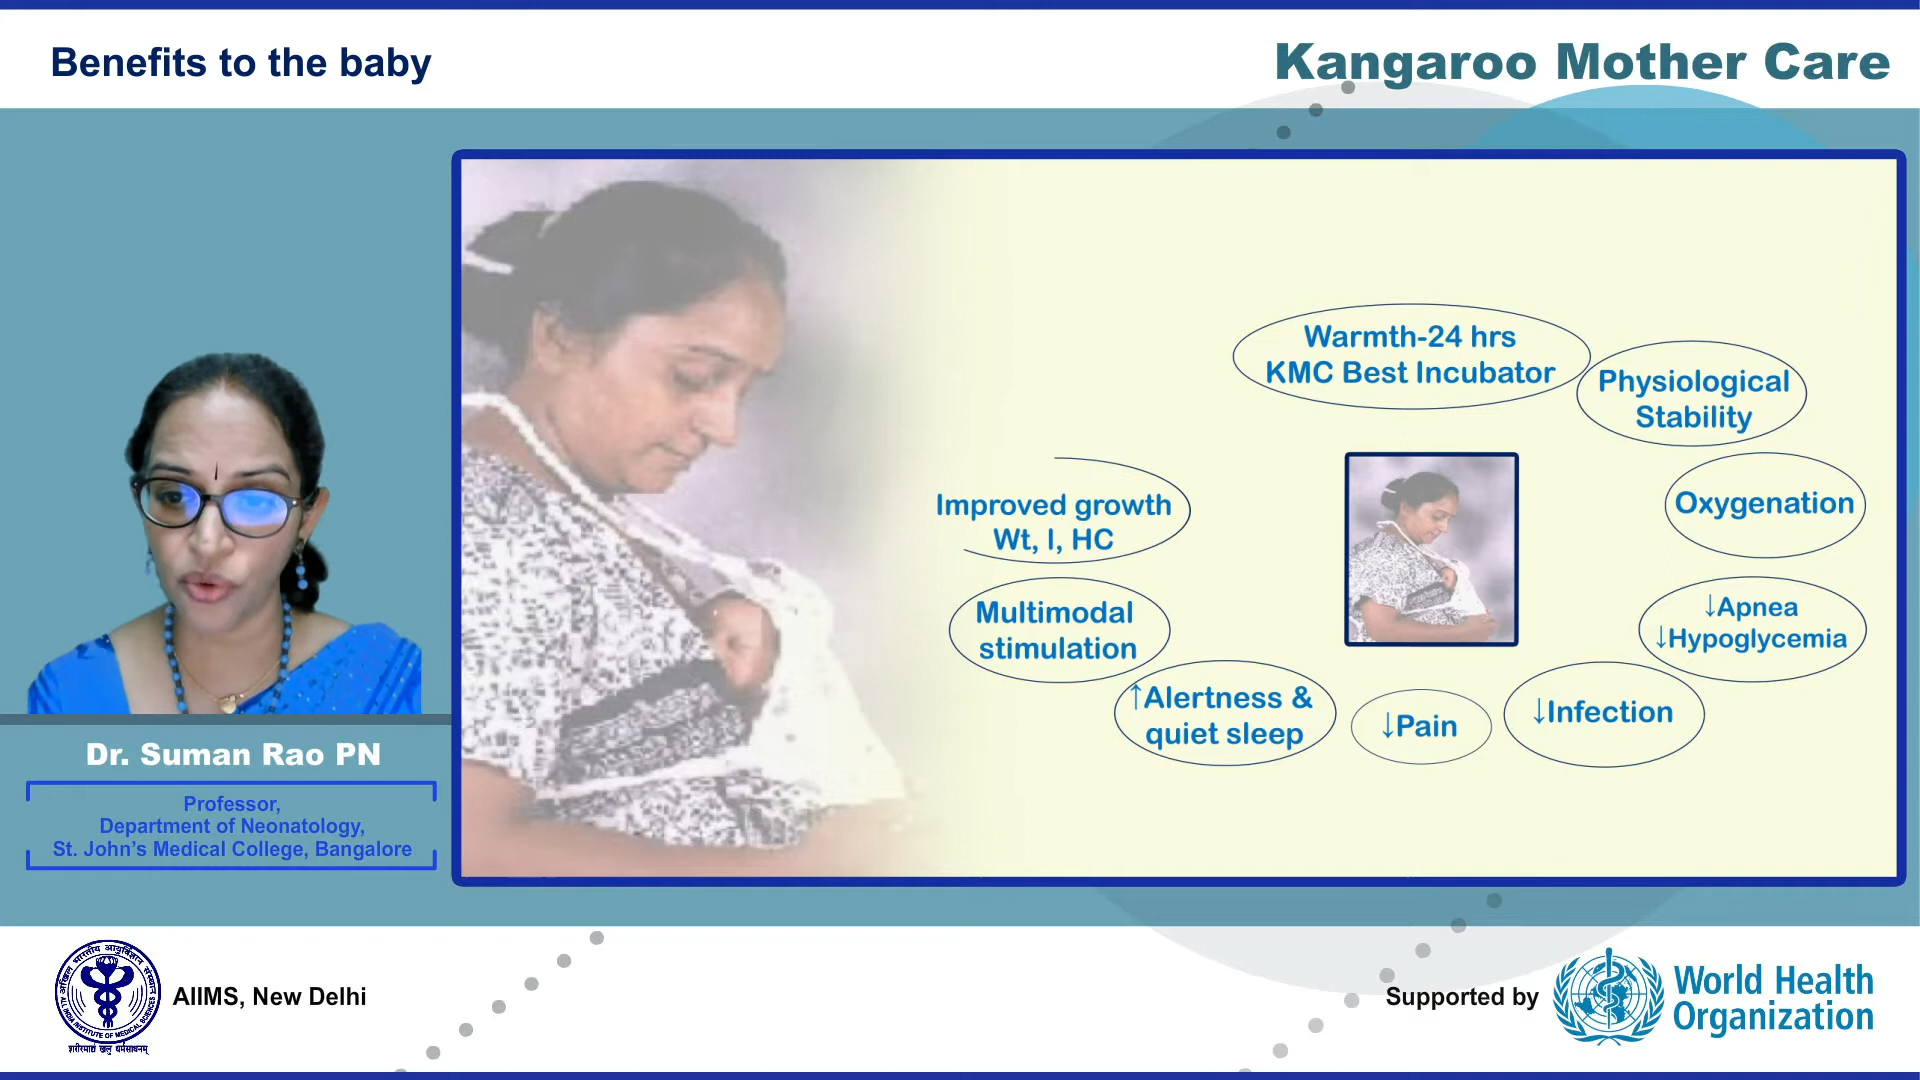 Benefits to the baby
Kangaroo Mother Care
Warmth-24 hrs
KMC Best Incubator
Physiological
Stability
Oxygenation
↓Apnea
↓Hypoglycemia
↓Infection
↓Pain
↑Alertness &
quiet sleep
Multimodal
stimulation
Improved growth
Wt, l, HC
Dr. Suman Rao PN
Professor,
Department of Neonatology,
St. John's Medical College, Bangalore
AIIMS, New Delhi
Supported by
World Health
Organization